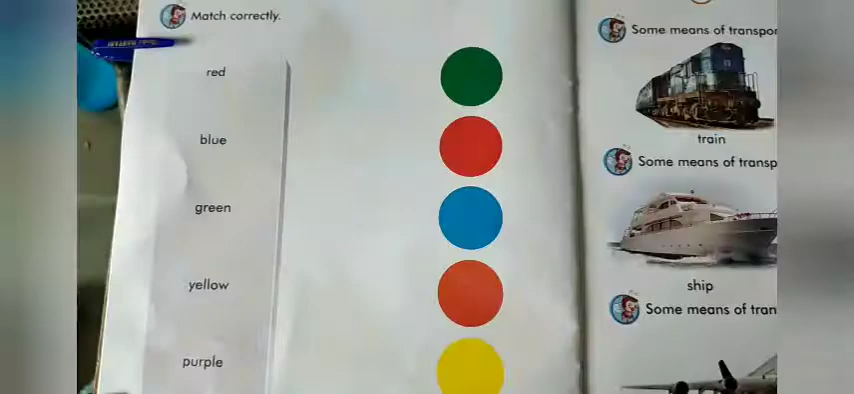 Match correctly.
red
blue
green
yellow
purple
Some means of transpor
train
Some means of transp
ship
Some means of tran